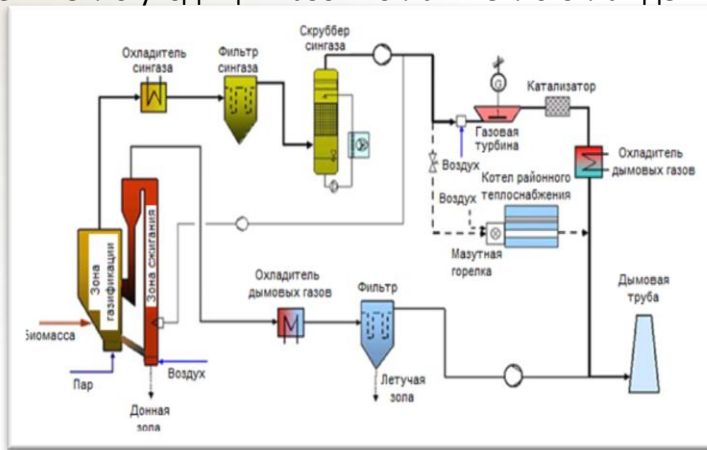 Скруббер
сингаза
Охладитель
сингаза
Фильтр
сингаза
Катализатор
Газовая
турбина
Воздух
Охладитель
дымовых газов
Котел районного
теплоснабжения
Воздух
Мазутная
горелка
Зона
газификации
Зона сжигания
Охладитель
дымовых газов
Фильтр
Дымовая
труба
биомасса
Пар
Воздух
Донная
зола
Летучая
зола